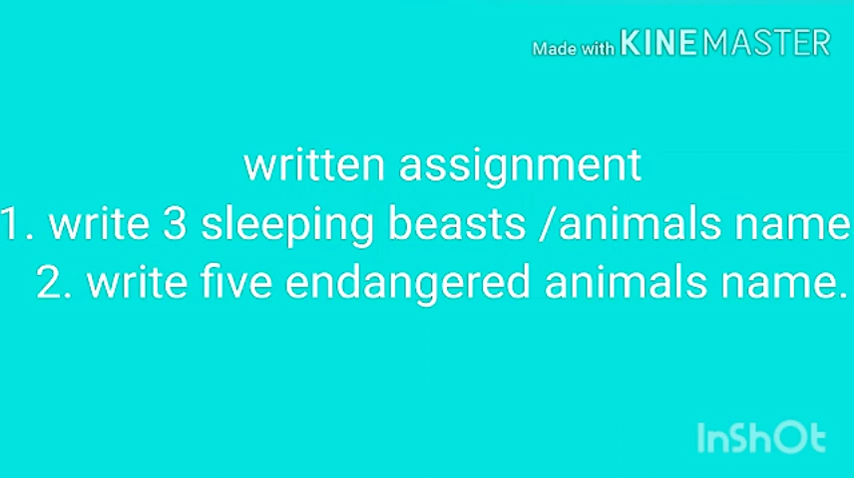 Made with KINEMASTER
written assignment
1. write 3 sleeping beasts /animals name
2. write five endangered animals name.
InShOt